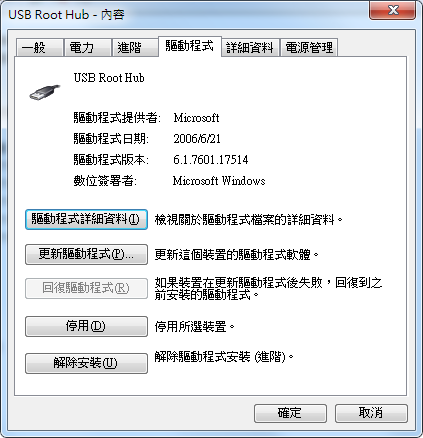 USB Root Hub - 內容
一般 電力 進階 驅動程式 詳細資料 電源管理
USB Root Hub
驅動程式提供者: Microsoft
驅動程式日期: 2006/6/21
驅動程式版本: 6.1.7601.17514
數位簽署者: Microsoft Windows
驅動程式詳細資料(I) 檢視關於驅動程式檔案的詳細資料。
更新驅動程式(P)... 更新這個裝置的驅動程式軟體。
回復驅動程式(R) 如果裝置在更新驅動程式後失敗，回復到之
前安裝的驅動程式。
停用(D) 停用所選裝置。
解除安裝(U) 解除驅動程式安裝 (進階)。
確定 取消